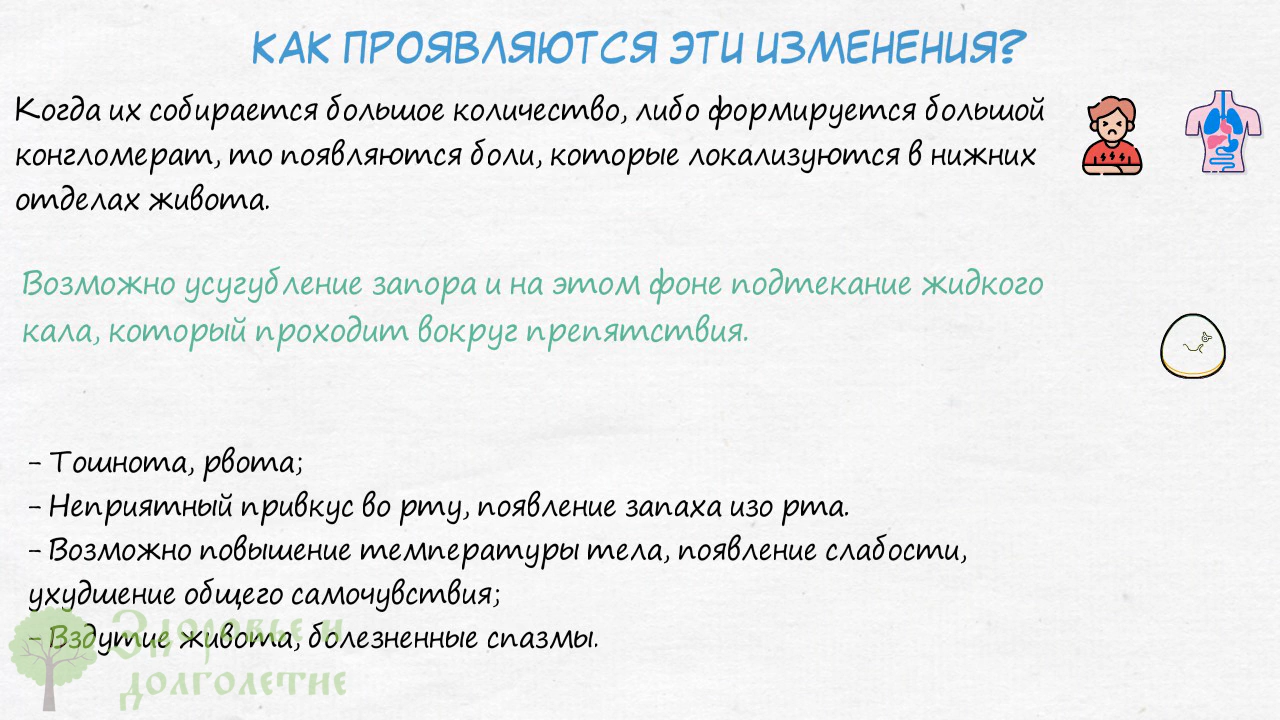 КАК ПРОЯВЛЯЮТСЯ ЭТИ ИЗМЕНЕНИЯ?
Когда их собирается большое количество, либо формируется большой
конгломерат, то появляются боли, которые локализуются в нижних
отделах живота.
Возможно усугубление запора и на этом фоне подтекание жидкого
кала, который проходит вокруг препятствия.
- Тошнота, рвота;
- Неприятный привкус во рту, появление запаха изо рта.
- Возможно повышение температуры тела, появление слабости,
ухудшение общего самочувствия;
- Вздутие живота, болезненные спазмы.
Здоровье и
долголетие